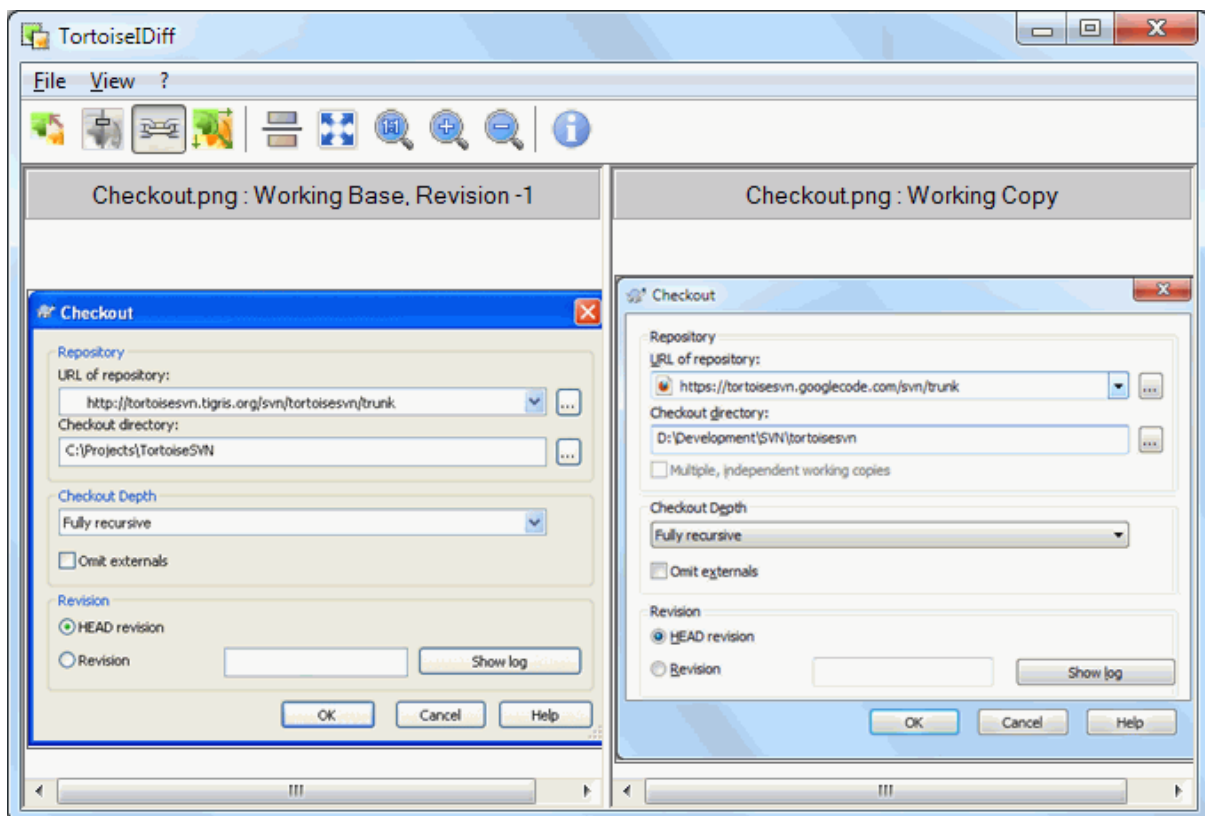 TortoiseIDiff
File View ?
1:1
Checkout.png : Working Base, Revision -1
Checkout
Repository
URL of repository:
http://tortoisesvn.tigris.org/svn/tortoisesvn/trunk
...
Checkout directory:
C:\Projects\TortoiseSVN
...
Checkout Depth
Fully recursive
Omit externals
Revision
HEAD revision
Revision
Show log
OK Cancel Help
Checkout.png : Working Copy
Checkout
Repository
URL of repository:
https://tortoisesvn.googlecode.com/svn/trunk
...
Checkout directory:
D:\Development\SVN\tortoisesvn
...
Multiple, independent working copies
Checkout Depth
Fully recursive
Omit externals
Revision
HEAD revision
Revision
Show log
OK Cancel Help